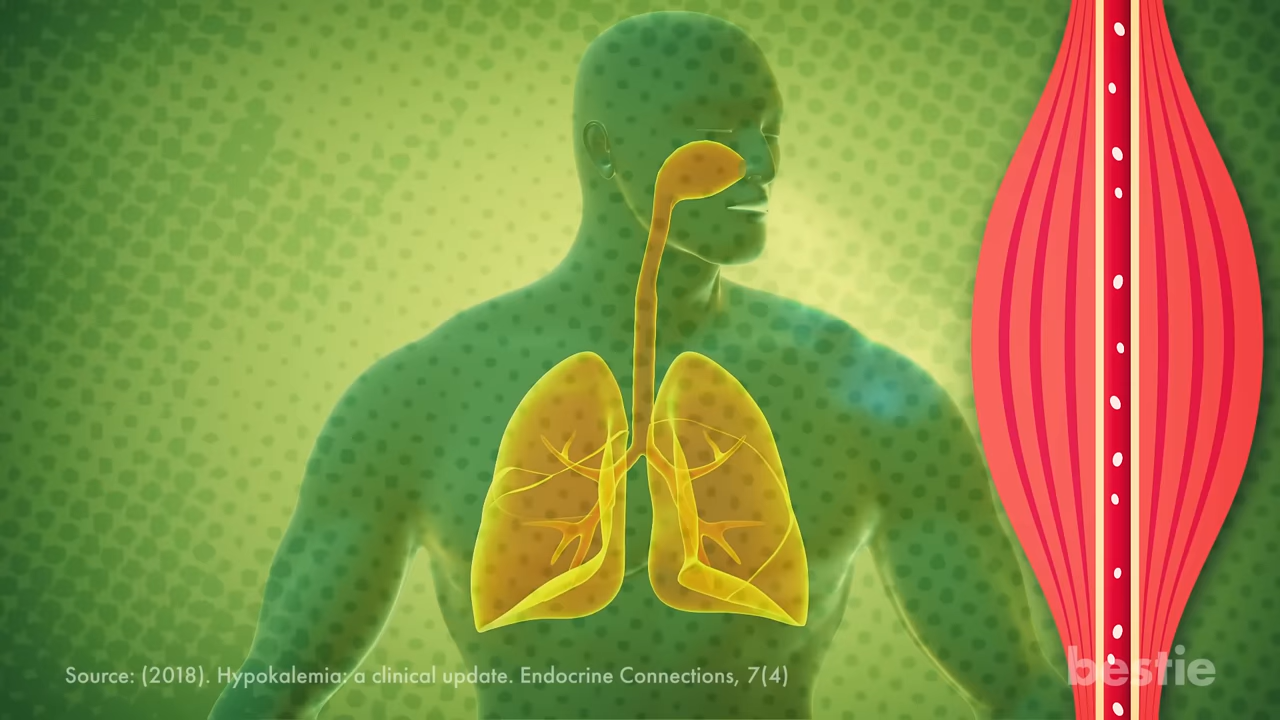 Source: (2018). Hypokalemia: a clinical update. Endocrine Connections, 7(4)
bestie